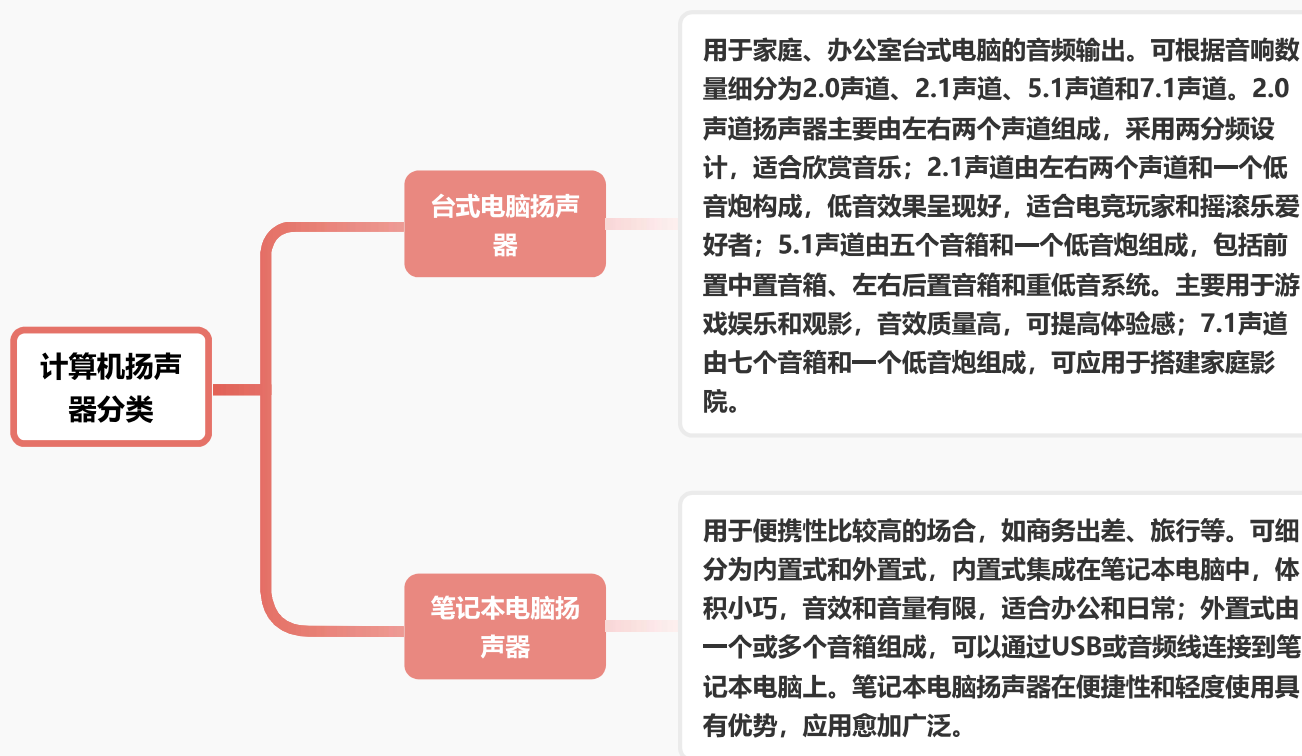 计算机扬声
器分类
台式电脑扬声
器
用于家庭、办公室台式电脑的音频输出。可根据音响数
量细分为2.0声道、2.1声道、5.1声道和7.1声道。2.0
声道扬声器主要由左右两个声道组成，采用两分频设
计，适合欣赏音乐；2.1声道由左右两个声道和一个低
音炮构成，低音效果呈现好，适合电竞玩家和摇滚乐爱
好者；5.1声道由五个音箱和一个低音炮组成，包括前
置中置音箱、左右后置音箱和重低音系统。主要用于游
戏娱乐和观影，音效质量高，可提高体验感；7.1声道
由七个音箱和一个低音炮组成，可应用于搭建家庭影
院。
笔记本电脑扬
声器
用于便携性比较高的场合，如商务出差、旅行等。可细
分为内置式和外置式，内置式集成在笔记本电脑中，体
积小巧，音效和音量有限，适合办公和日常；外置式由
一个或多个音箱组成，可以通过USB或音频线连接到笔
记本电脑上。笔记本电脑扬声器在便捷性和轻度使用具
有优势，应用愈加广泛。